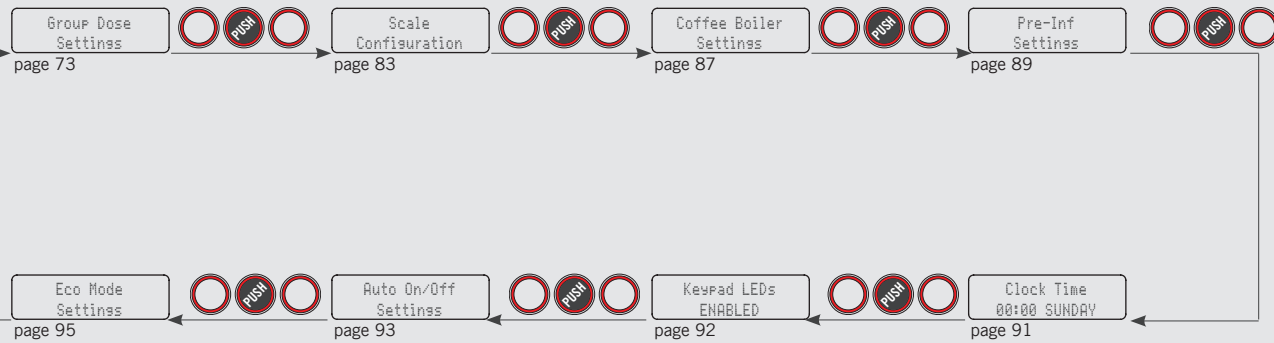 Group Dose
Settings
PUSH
page 73
Scale
Configuration
PUSH
page 83
Coffee Boiler
Settings
PUSH
page 87
Pre-Inf
Settings
PUSH
page 89
Eco Mode
Settings
PUSH
page 95
Auto On/Off
Settings
PUSH
page 93
Keypad LEDs
ENABLED
PUSH
page 92
Clock Time
00:00 SUNDAY
page 91